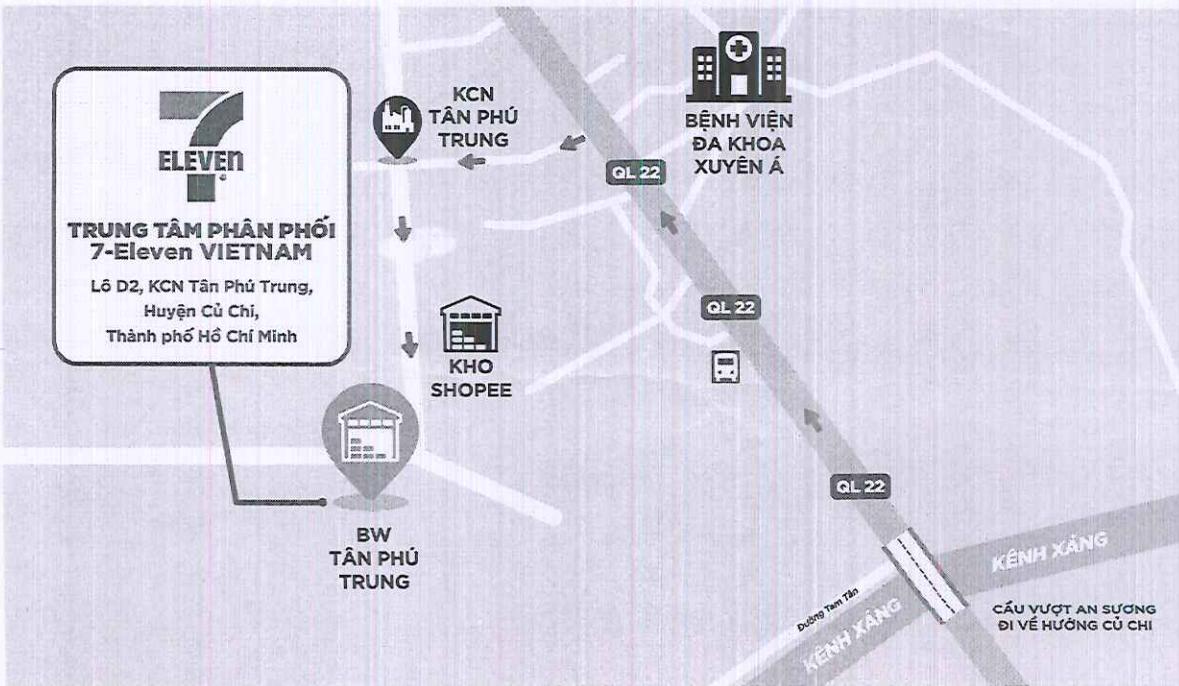 7
ELEVEn
TRUNG TÂM PHÂN PHỐI
7-Eleven VIETNAM
Lô D2, KCN Tân Phú Trung,
Huyện Củ Chi,
Thành phố Hồ Chí Minh
KCN
TÂN PHÚ
TRUNG
BỆNH VIỆN
ĐA KHOA
XUYÊN Á
QL 22
QL 22
KHO
SHOPEE
QL 22
BW
TÂN PHÚ
TRUNG
KÊNH XÁNG
Đường Tam Tân
KÊNH XÁNG
CẦU VƯỢT AN SƯƠNG
ĐI VỀ HƯỚNG CỦ CHI